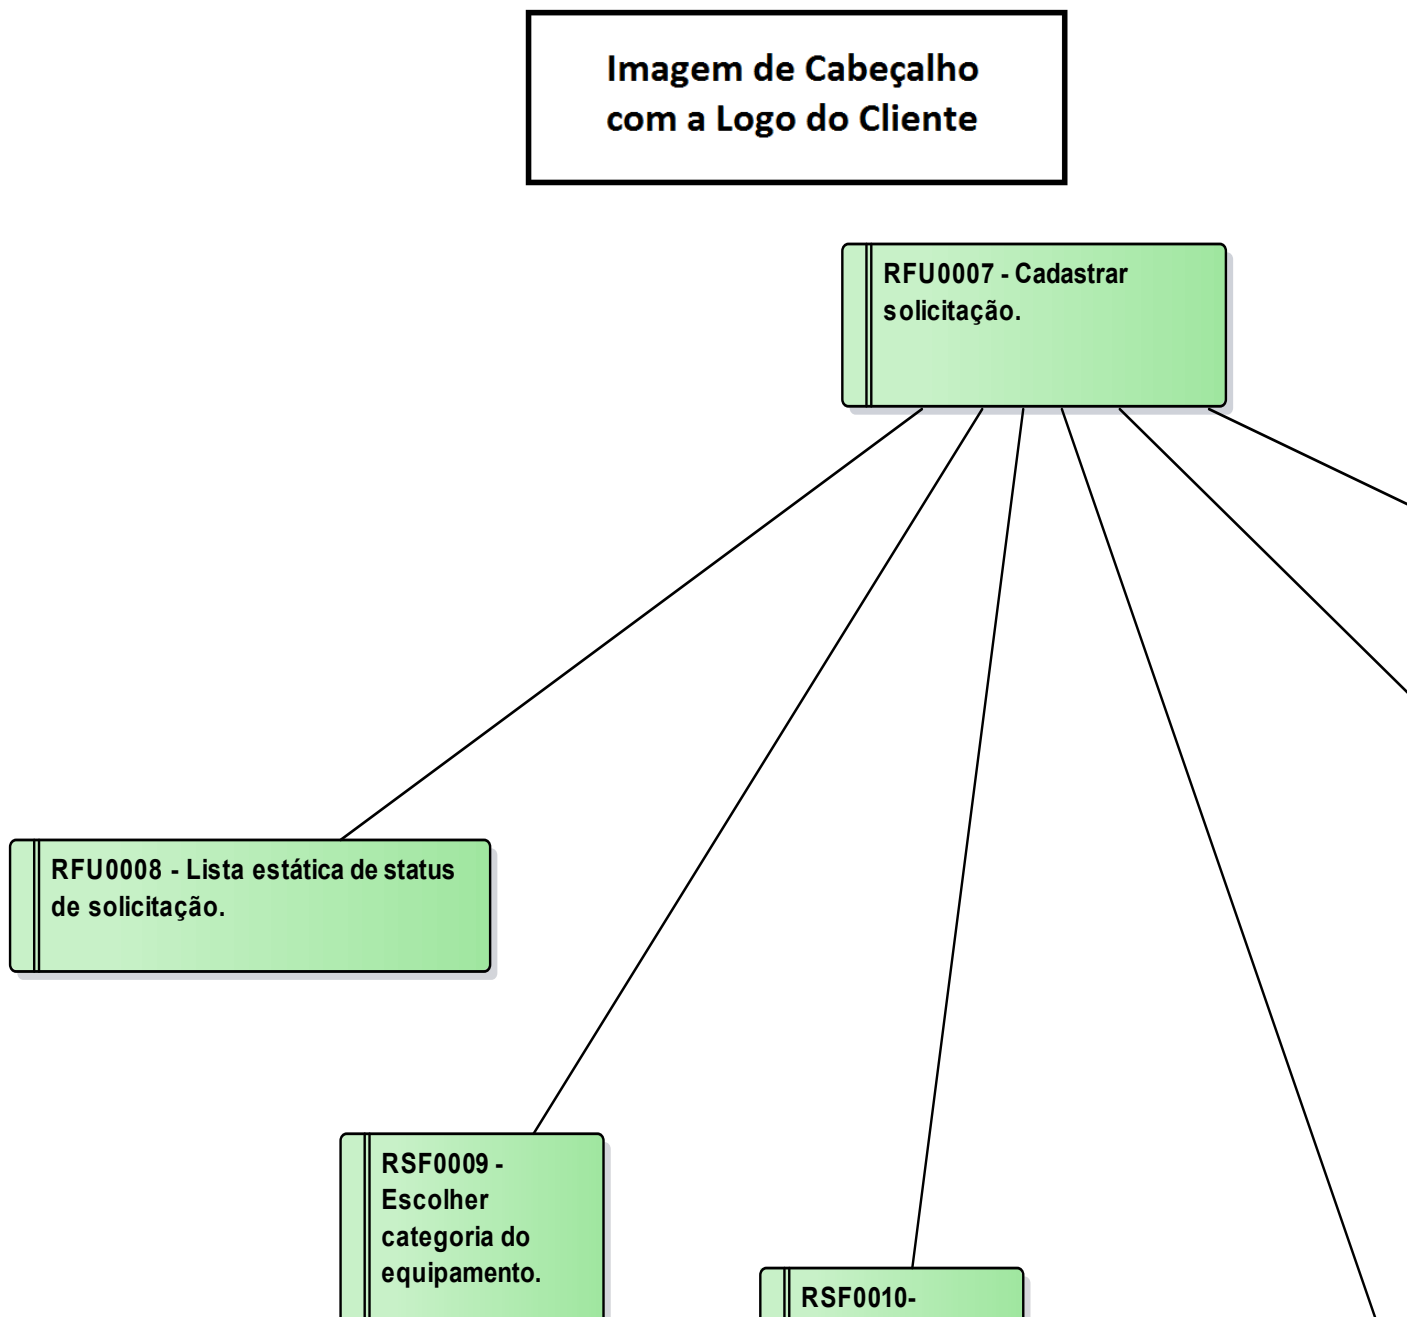 Imagem de Cabeçalho
com a Logo do Cliente
RFU0007 - Cadastrar
solicitação.
RFU0008 - Lista estática de status
de solicitação.
RSF0009 -
Escolher
categoria do
equipamento.
RSF0010-